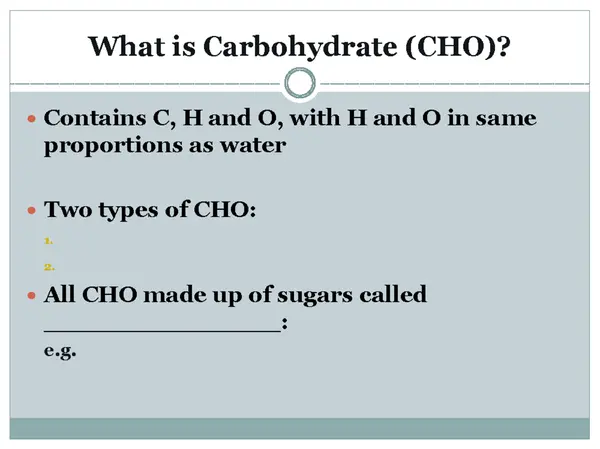 What is Carbohydrate (CHO)?
• Contains C, H and O, with H and O in same
proportions as water
• Two types of CHO:
1.
2.
• All CHO made up of sugars called
__________________:
e.g.